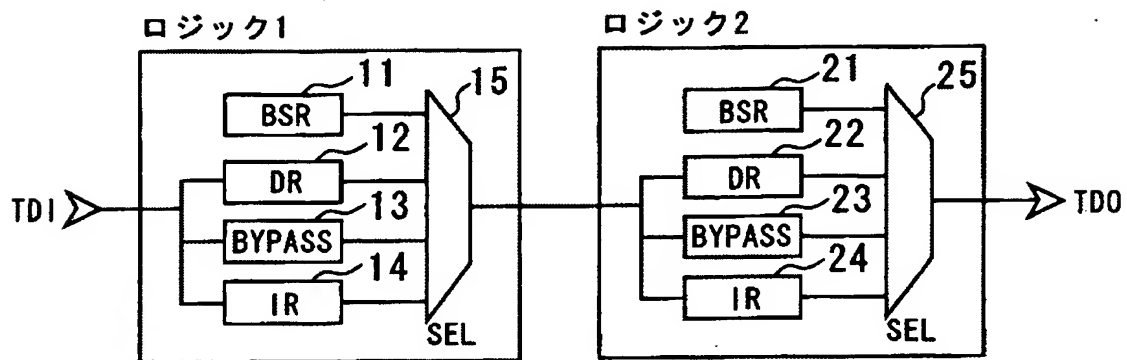 ロジック1
ロジック2
11
BSR
12
DR
13
BYPASS
14
IR
15
SEL
TDI
21
BSR
22
DR
23
BYPASS
24
IR
25
SEL
TDO